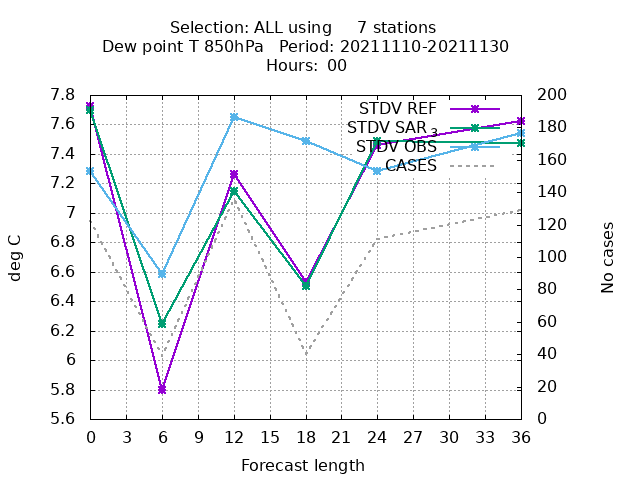 Selection: ALL using     7 stations
Dew point T 850hPa   Period: 20211110-20211130
Hours:  00
7.8
7.6
7.4
7.2
7
6.8
6.6
6.4
6.2
6
5.8
5.6
deg C
STDV REF
STDV SAR 3
STDV OBS
CASES
200
180
160
140
120
100
80
60
40
20
0
No cases
0 3 6 9 12 15 18 21 24 27 30 33 36
Forecast length